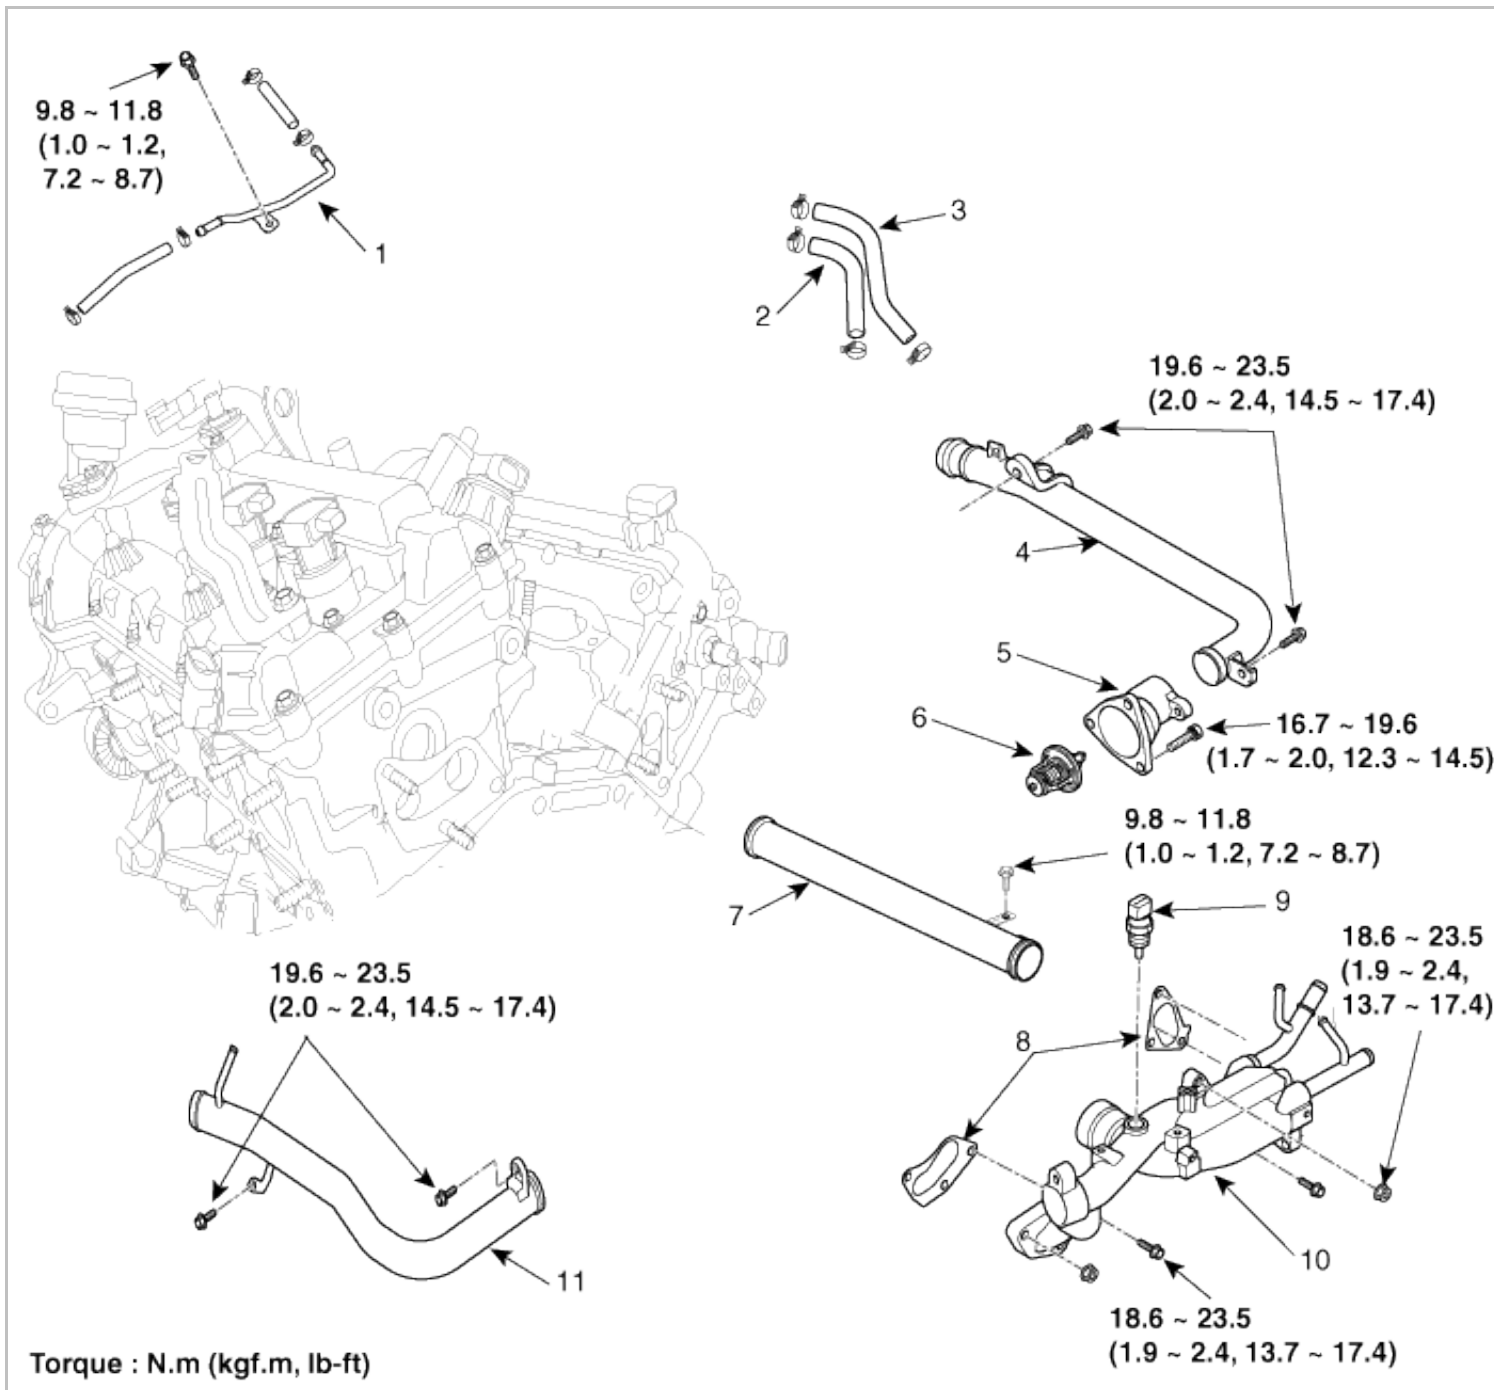 9.8 ~ 11.8
(1.0 ~ 1.2,
7.2 ~ 8.7)
1
3
2
19.6 ~ 23.5
(2.0 ~ 2.4, 14.5 ~ 17.4)
4
5
6
16.7 ~ 19.6
(1.7 ~ 2.0, 12.3 ~ 14.5)
9.8 ~ 11.8
(1.0 ~ 1.2, 7.2 ~ 8.7)
7
9
18.6 ~ 23.5
(1.9 ~ 2.4,
13.7 ~ 17.4)
19.6 ~ 23.5
(2.0 ~ 2.4, 14.5 ~ 17.4)
8
10
11
18.6 ~ 23.5
(1.9 ~ 2.4, 13.7 ~ 17.4)
Torque : N.m (kgf.m, lb-ft)